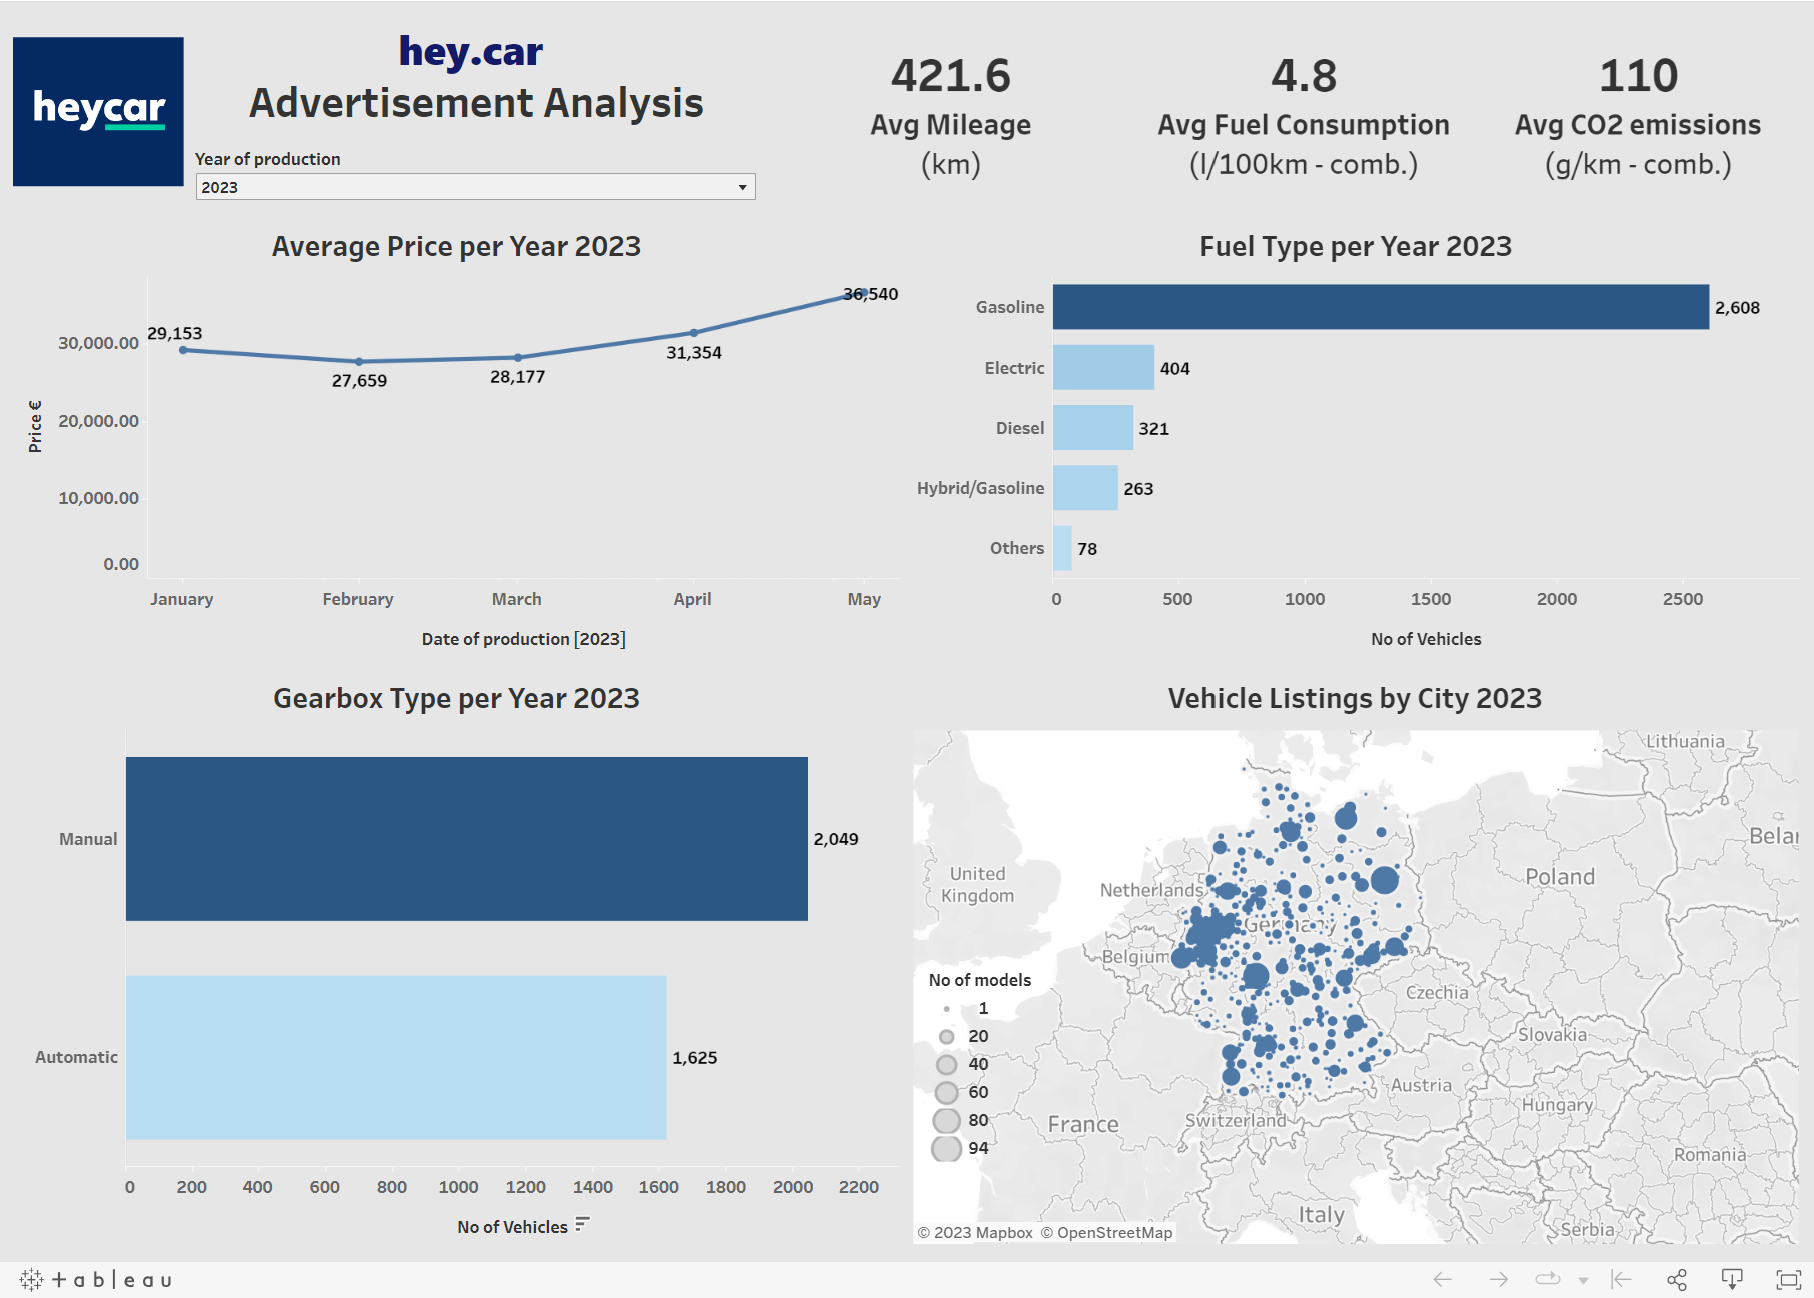 heycar
hey.car
Advertisement Analysis
Year of production
2023
421.6
Avg Mileage
(km)
4.8
Avg Fuel Consumption
(l/100km - comb.)
110
Avg CO2 emissions
(g/km - comb.)
Average Price per Year 2023
Price €
30,000.00
20,000.00
10,000.00
0.00
29,153
27,659
28,177
31,354
36,540
January
February
March
April
May
Date of production [2023]
Fuel Type per Year 2023
Gasoline
2,608
Electric
404
Diesel
321
Hybrid/Gasoline
263
Others
78
0
500
1000
1500
2000
2500
No of Vehicles
Gearbox Type per Year 2023
Manual
2,049
Automatic
1,625
0
200
400
600
800
1000
1200
1400
1600
1800
2000
2200
No of Vehicles
Vehicle Listings by City 2023
Lithuania
Belar
United
Kingdom
Netherlands
Poland
Germany
Belgium
Czechia
Slovakia
Austria
Hungary
France
Switzerland
Romania
Italy
Serbia
No of models
1
20
40
60
80
94
© 2023 Mapbox © OpenStreetMap
+ableau